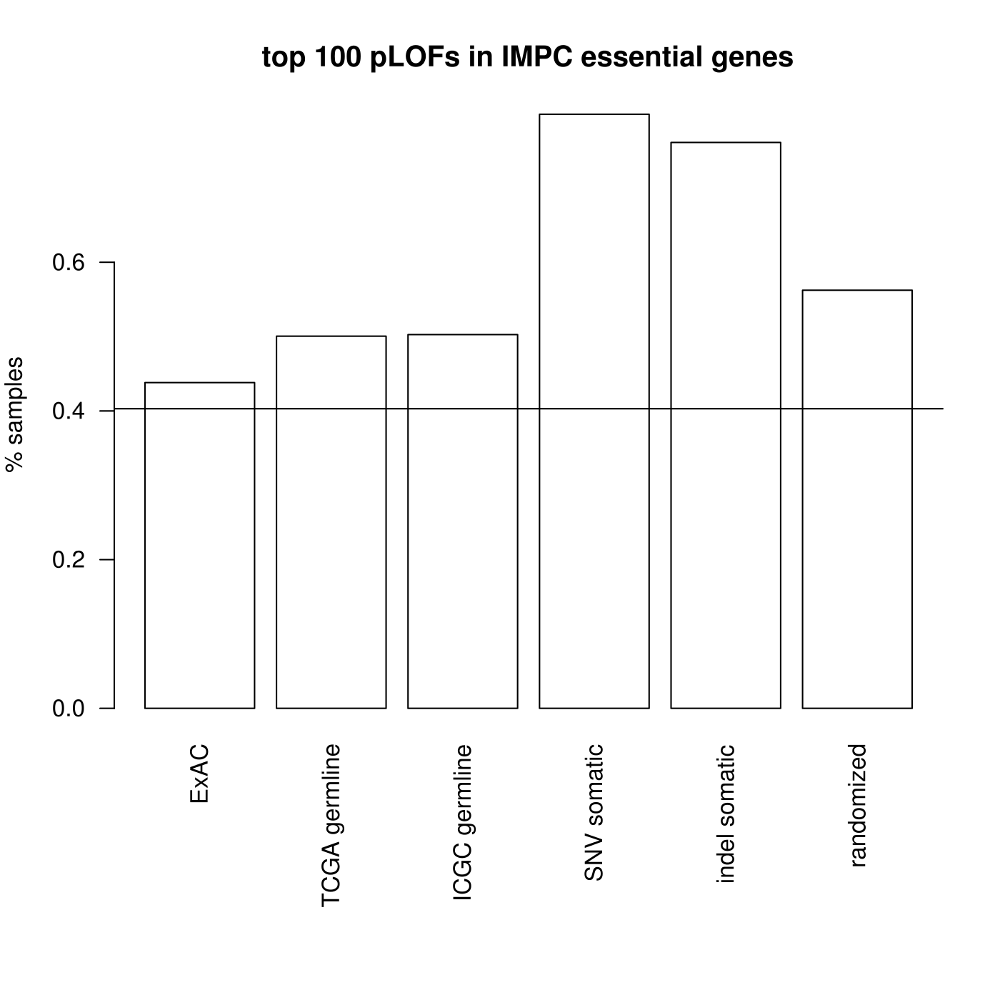 top 100 pLOFs in IMPC essential genes
% samples
0.6
0.4
0.2
0.0
ExAC
TCGA germline
ICGC germline
SNV somatic
indel somatic
randomized